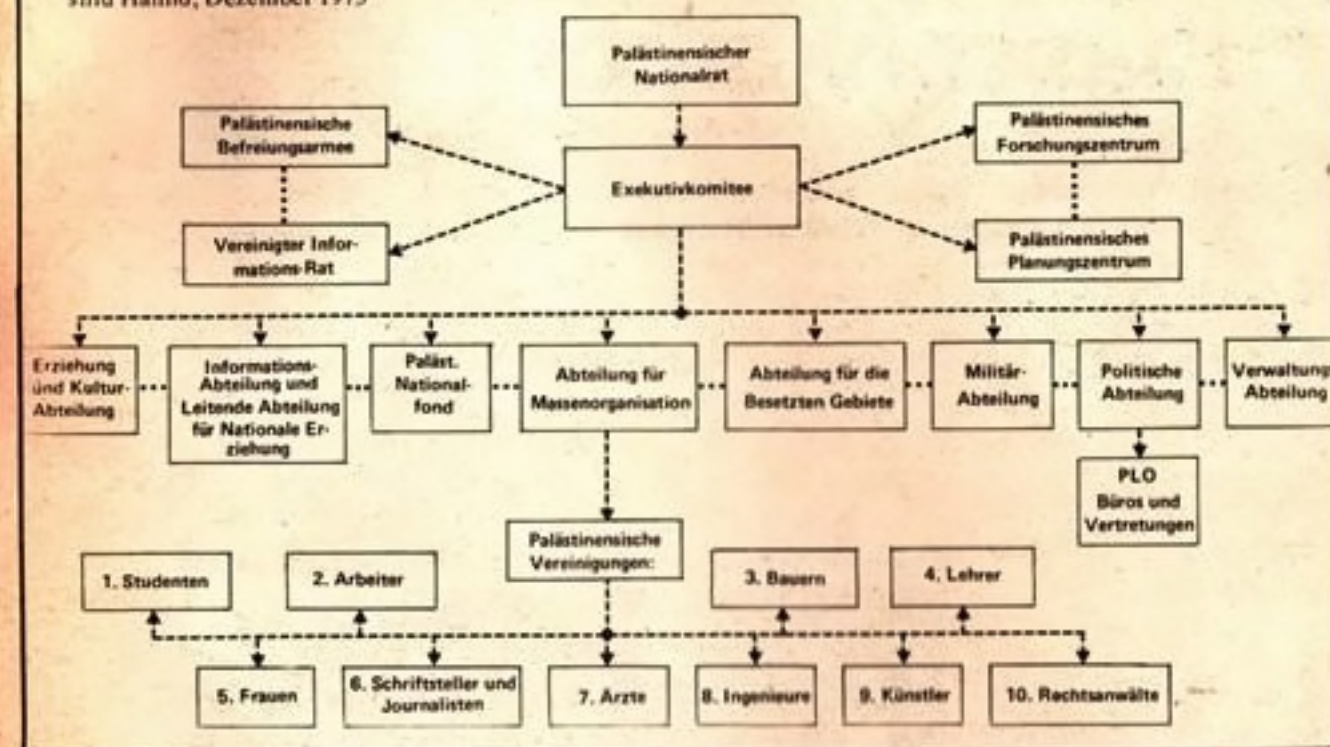 Dezember 197
Palästinensischer
Nationalrat
Palästinensische
Befreiungsarmee
Exekutivkomitee
Palästinensisches
Forschungszentrum
Vereinigter Infor-
mations-Rat
Palästinensisches
Planungszentrum
Erziehung
und Kultur-
Abteilung
Informations-
Abteilung und
Leitende Abteilung
für Nationale Er-
ziehung
Paläst.
National-
fond
Abteilung für
Massenorganisation
Abteilung für die
Besetzten Gebiete
Militär-
Abteilung
Politische
Abteilung
Verwaltung
Abteilung
PLO
Büros und
Vertretungen
Palästinensische
Vereinigungen:
1. Studenten
2. Arbeiter
3. Bauern
4. Lehrer
5. Frauen
6. Schriftsteller und
Journalisten
7. Ärzte
8. Ingenieure
9. Künstler
10. Rechtsanwälte